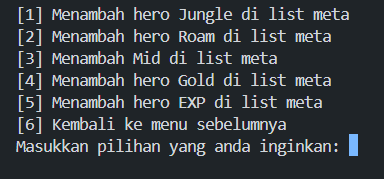 [1] Menambah hero Jungle di list meta
[2] Menambah hero Roam di list meta
[3] Menambah Mid di list meta
[4] Menambah hero Gold di list meta
[5] Menambah hero EXP di list meta
[6] Kembali ke menu sebelumnya
Masukkan pilihan yang anda inginkan: